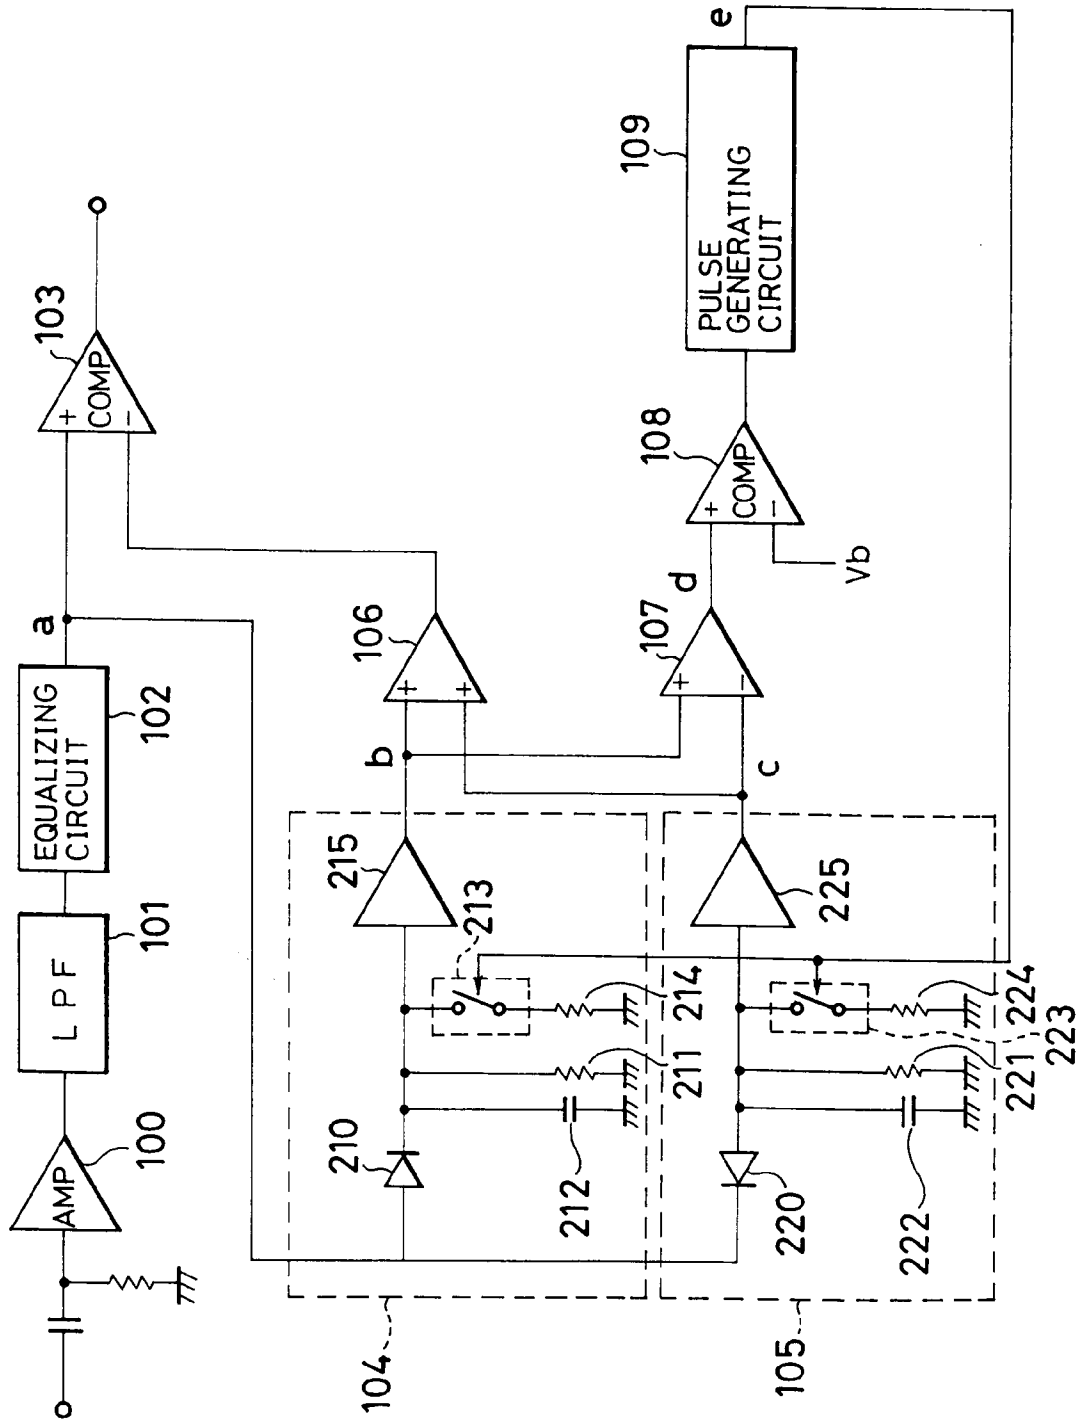 100
AMP
101
L P F
102
EQUALIZING
CIRCUIT
a
103
COMP
+
−
104
210
212
211
213
214
215
b
106
+
+
105
220
222
221
223
224
225
c
107
+
−
d
108
COMP
+
−
Vb
109
PULSE
GENERATING
CIRCUIT
e